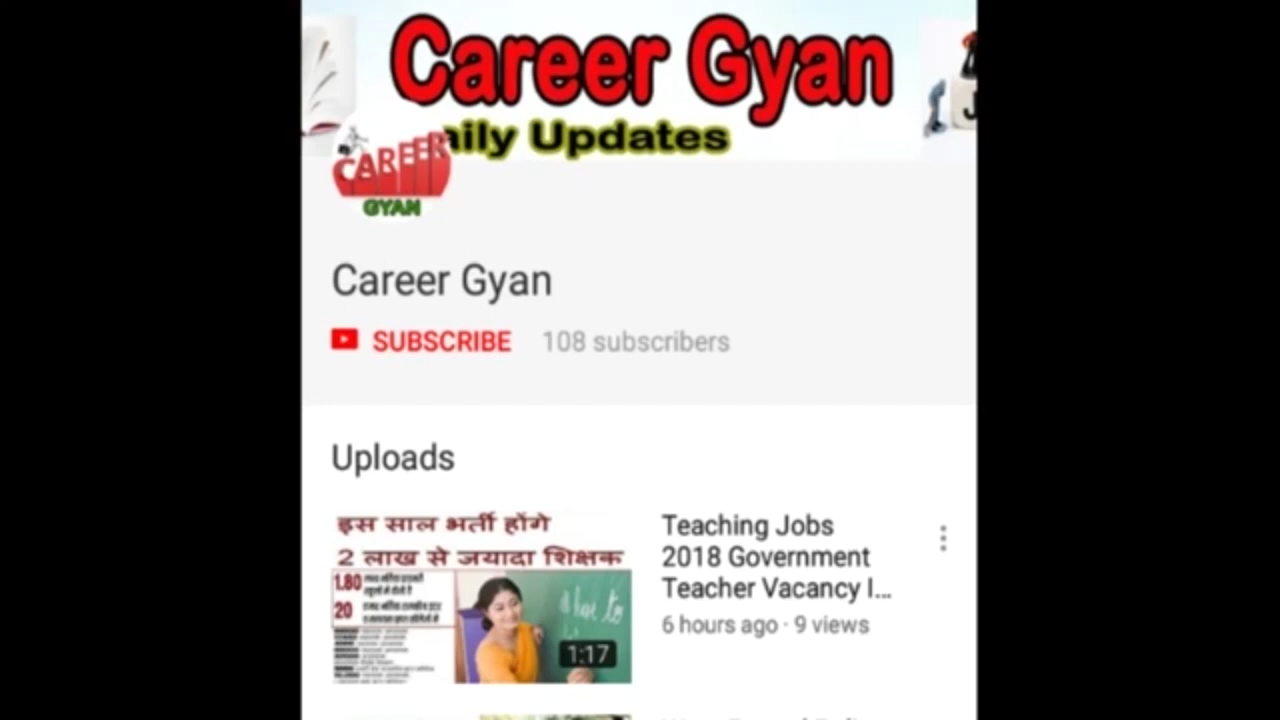 Career Gyan
aily Updates
CAREER
GYAN
Career Gyan
SUBSCRIBE 108 subscribers
Uploads
इस साल भर्ती होंगे
2 लाख से जयादा शिक्षक
1.80
20
1:17
Teaching Jobs
2018 Government
Teacher Vacancy I...
6 hours ago · 9 views